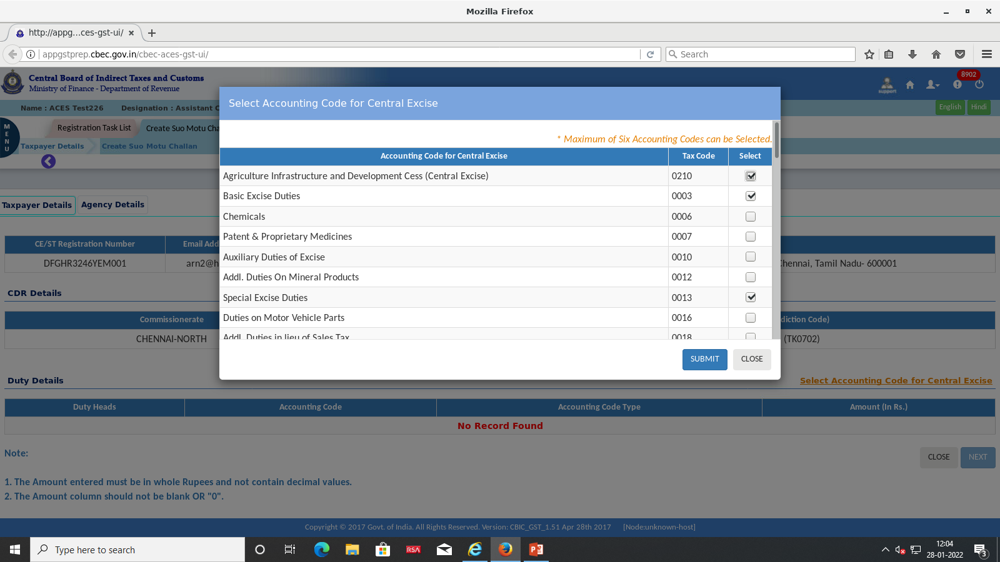 Mozilla Firefox
http://appg...ces-gst-ui/
appgstprep.cbec.gov.in/cbec-aces-gst-ui/
Search
Central Board of Indirect Taxes and Customs
Ministry of Finance - Department of Revenue
support
8902
Name : ACES Test226 Designation : Assistant C
English Hindi
MENU
Registration Task List Create Suo Motu Cha
Taxpayer Details Create Suo Motu Challan
Taxpayer Details Agency Details
CE/ST Registration Number Email Add
DFGHR3246YEM001 arn2@h hennai, Tamil Nadu- 600001
CDR Details
Commissionerate diction Code)
CHENNAI-NORTH (TK0702)
Select Accounting Code for Central Excise
* Maximum of Six Accounting Codes can be Selected.
Accounting Code for Central Excise Tax Code Select
Agriculture Infrastructure and Development Cess (Central Excise) 0210
Basic Excise Duties 0003
Chemicals 0006
Patent & Proprietary Medicines 0007
Auxiliary Duties of Excise 0010
Addl. Duties On Mineral Products 0012
Special Excise Duties 0013
Duties on Motor Vehicle Parts 0016
Addl. Duties in lieu of Sales Tax 0018
SUBMIT CLOSE
Duty Details Select Accounting Code for Central Excise
Duty Heads Accounting Code Accounting Code Type Amount (In Rs.)
No Record Found
Note:
CLOSE NEXT
1. The Amount entered must be in whole Rupees and not contain decimal values.
2. The Amount column should not be blank OR "0".
Copyright © 2017 Govt. of India. All Rights Reserved. Version: CBIC_GST_1.51 Apr 28th 2017 [Node:unknown-host]
Type here to search
RSA
12:04
28-01-2022
3